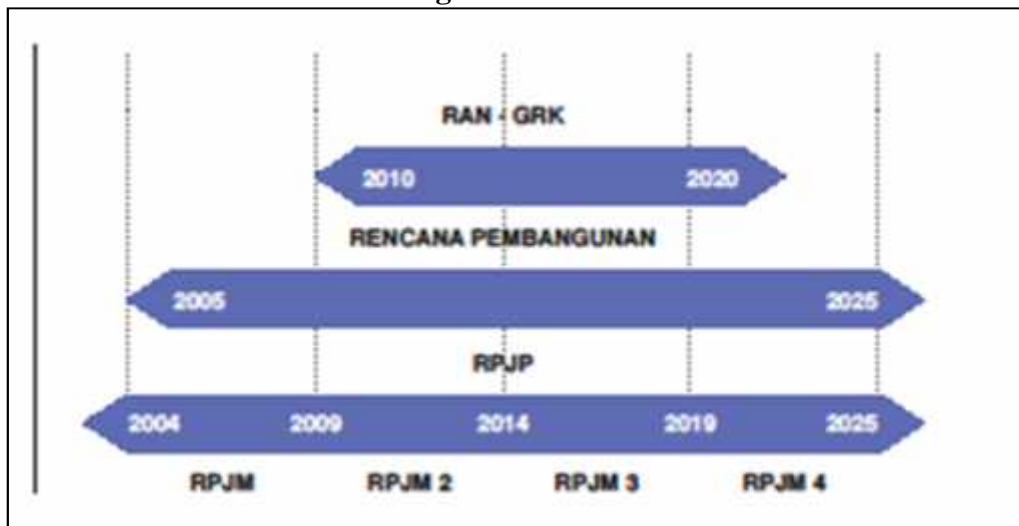 RAN - GRK
2010 2020
RENCANA PEMBANGUNAN
2005 2025
RPJP
2004 2009 2014 2019 2025
RPJM RPJM 2 RPJM 3 RPJM 4